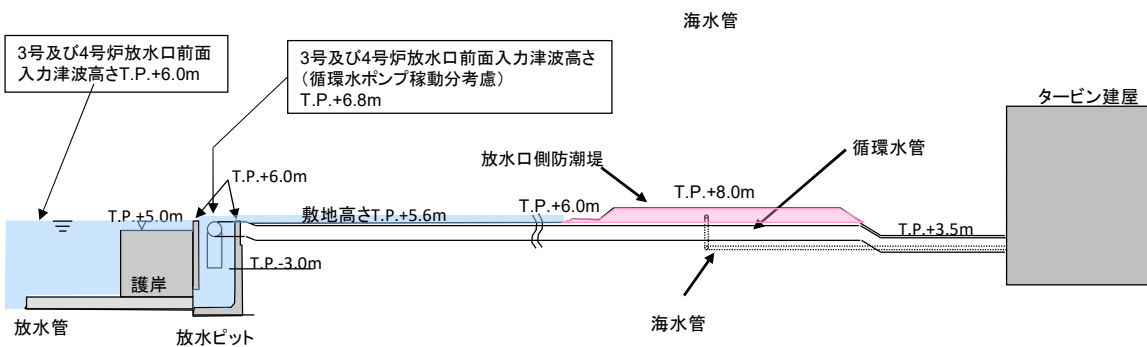 海水管
3号及び4号炉放水口前面
入力津波高さT.P.+6.0m
3号及び4号炉放水口前面入力津波高さ
（循環水ポンプ稼動分考慮）
T.P.+6.8m
タービン建屋
循環水管
放水口側防潮堤
T.P.+6.0m
T.P.+8.0m
T.P.+6.0m
T.P.+5.0m
敷地高さT.P.+5.6m
T.P.+3.5m
T.P.-3.0m
護岸
海水管
放水管
放水ピット